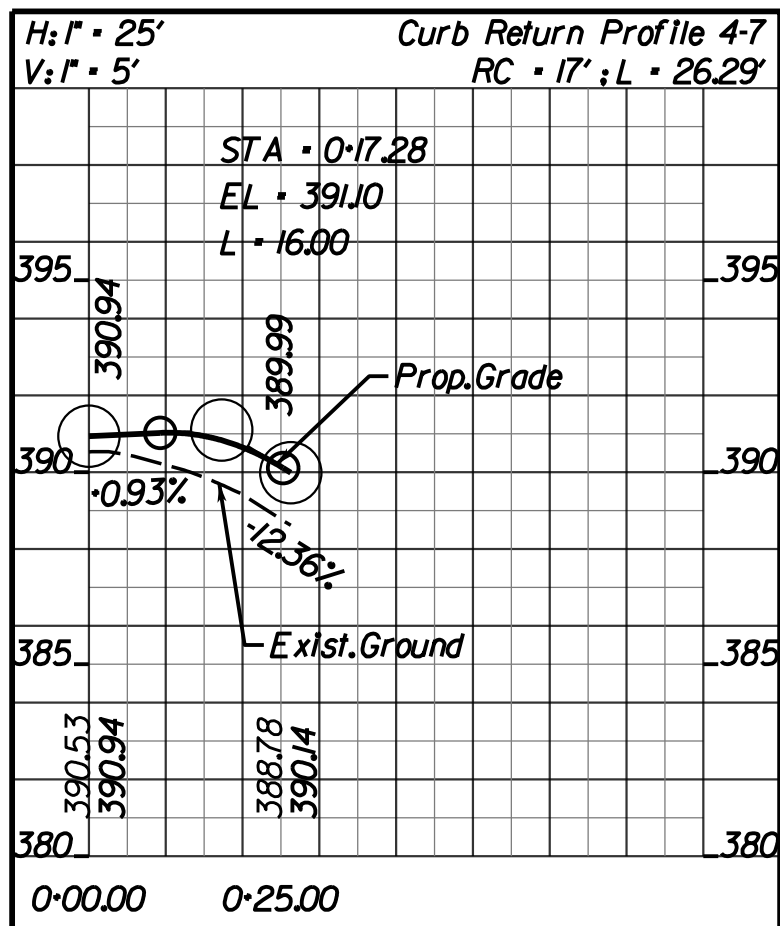 H: 1" = 25'
Curb Return Profile 4-7
V: 1" = 5'
RC = 17' ; L = 26.29'
STA = 0+17.28
EL = 391.10
L = 16.00
395
395
390.94
389.99
Prop. Grade
390
390
+0.93%
-12.36%
Exist. Ground
385
385
390.53
390.94
388.78
390.14
380
380
0+00.00
0+25.00